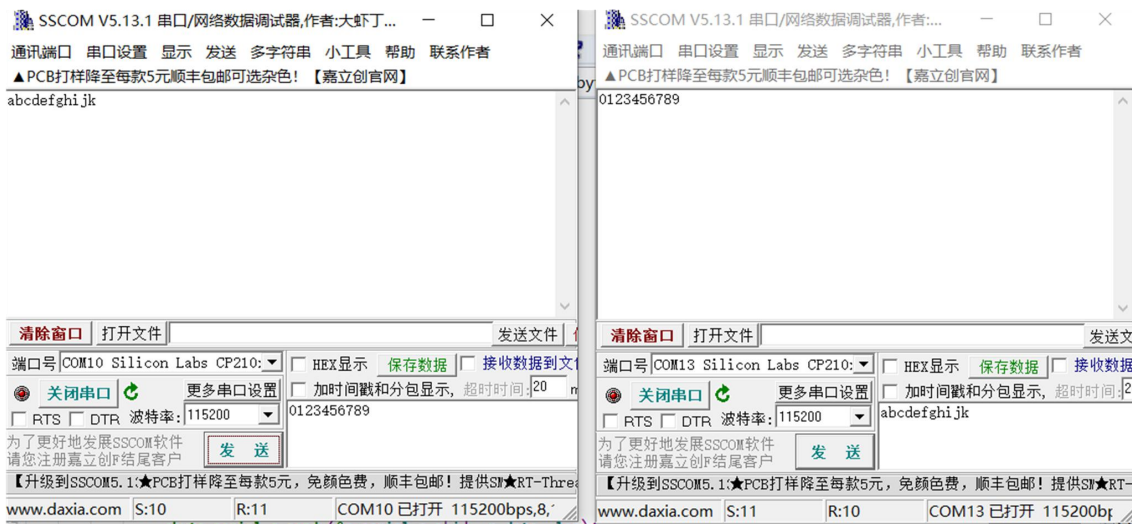 SSCOM V5.13.1 串口/网络数据调试器,作者:大虾丁...
通讯端口 串口设置 显示 发送 多字符串 小工具 帮助 联系作者
▲PCB打样降至每款5元顺丰包邮可选杂色！【嘉立创官网】
abcdefghijk
清除窗口 打开文件 发送文件
端口号 COM10 Silicon Labs CP210: HEX显示 保存数据 接收数据到文
关闭串口 更多串口设置 加时间戳和分包显示, 超时时间:20 m
RTS DTR 波特率: 115200 0123456789
为了更好地发展SSCOM软件
请您注册嘉立创F结尾客户 发 送
【升级到SSCOM5.1:★PCB打样降至每款5元，免颜色费，顺丰包邮！提供SM★RT-Threa
www.daxia.com S:10 R:11 COM10 已打开 115200bps,8,
by
SSCOM V5.13.1 串口/网络数据调试器,作者:...
通讯端口 串口设置 显示 发送 多字符串 小工具 帮助 联系作者
▲PCB打样降至每款5元顺丰包邮可选杂色！【嘉立创官网】
0123456789
清除窗口 打开文件 发送文
端口号 COM13 Silicon Labs CP210: HEX显示 保存数据 接收数据
关闭串口 更多串口设置 加时间戳和分包显示, 超时时间:2
RTS DTR 波特率: 115200 abcdefghijk
为了更好地发展SSCOM软件
请您注册嘉立创F结尾客户 发 送
【升级到SSCOM5.1:★PCB打样降至每款5元，免颜色费，顺丰包邮！提供SM★RT-
www.daxia.com S:11 R:10 COM13 已打开 115200bp